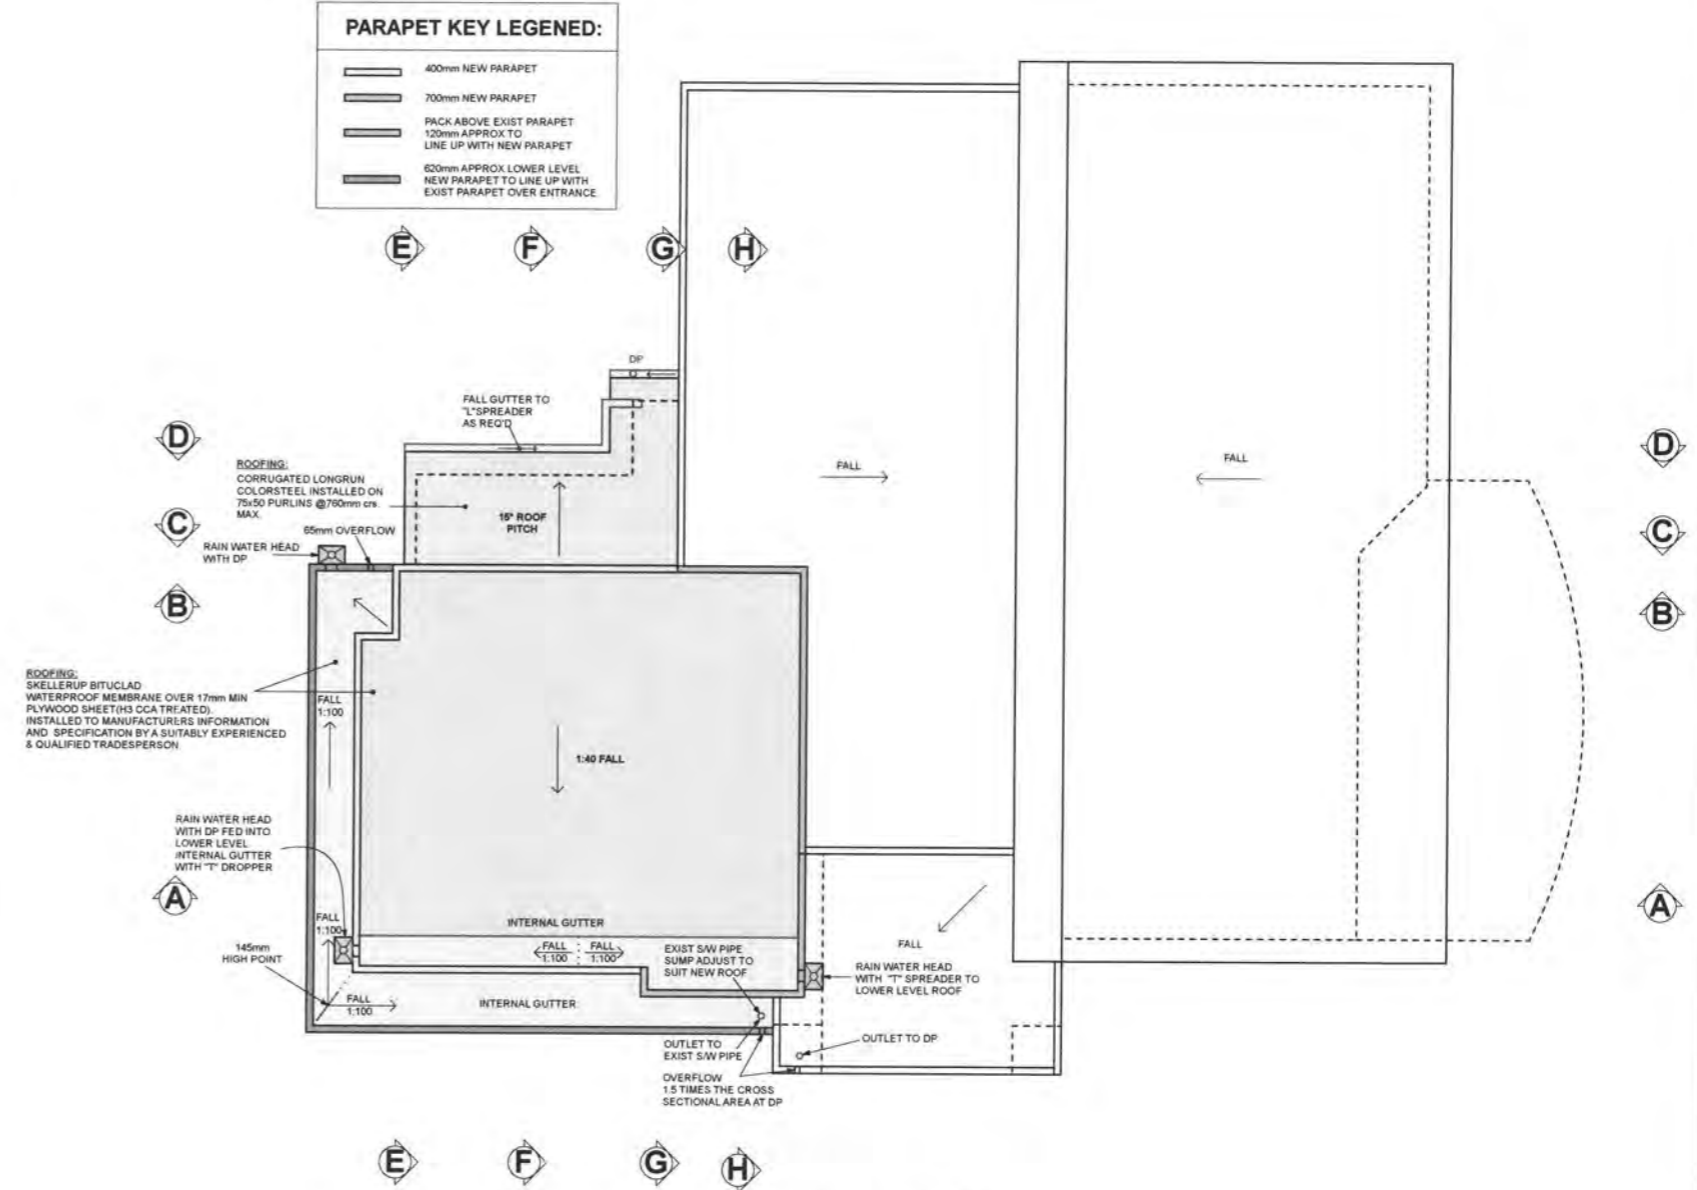 PARAPET KEY LEGENED:
400mm NEW PARAPET
700mm NEW PARAPET
PACK ABOVE EXIST PARAPET
120mm APPROX TO
LINE UP WITH NEW PARAPET
620mm APPROX LOWER LEVEL
NEW PARAPET TO LINE UP WITH
EXIST PARAPET OVER ENTRANCE
E
F
G
H
DP
FALL GUTTER TO
"L"SPREADER
AS REQ'D
D
D
ROOFING:
CORRUGATED LONGRUN
COLORSTEEL INSTALLED ON
75x50 PURLINS @760mm crs.
MAX.
FALL
FALL
15° ROOF
PITCH
C
C
65mm OVERFLOW
RAIN WATER HEAD
WITH DP
B
B
ROOFING:
SKELLERUP BITUCLAD
WATERPROOF MEMBRANE OVER 17mm MIN
PLYWOOD SHEET(H3 CCA TREATED).
INSTALLED TO MANUFACTURERS INFORMATION
AND SPECIFICATION BY A SUITABLY EXPERIENCED
& QUALIFIED TRADESPERSON
FALL
1:100
1:40 FALL
RAIN WATER HEAD
WITH DP FED INTO
LOWER LEVEL
INTERNAL GUTTER
WITH "T" DROPPER
A
A
FALL
1:100
145mm
HIGH POINT
INTERNAL GUTTER
FALL
1:100
FALL
1:100
EXIST S/W PIPE
SUMP ADJUST TO
SUIT NEW ROOF
FALL
RAIN WATER HEAD
WITH "T" SPREADER TO
LOWER LEVEL ROOF
FALL
1:100
INTERNAL GUTTER
OUTLET TO
EXIST S/W PIPE
OUTLET TO DP
OVERFLOW
1.5 TIMES THE CROSS
SECTIONAL AREA AT DP
E
F
G
H